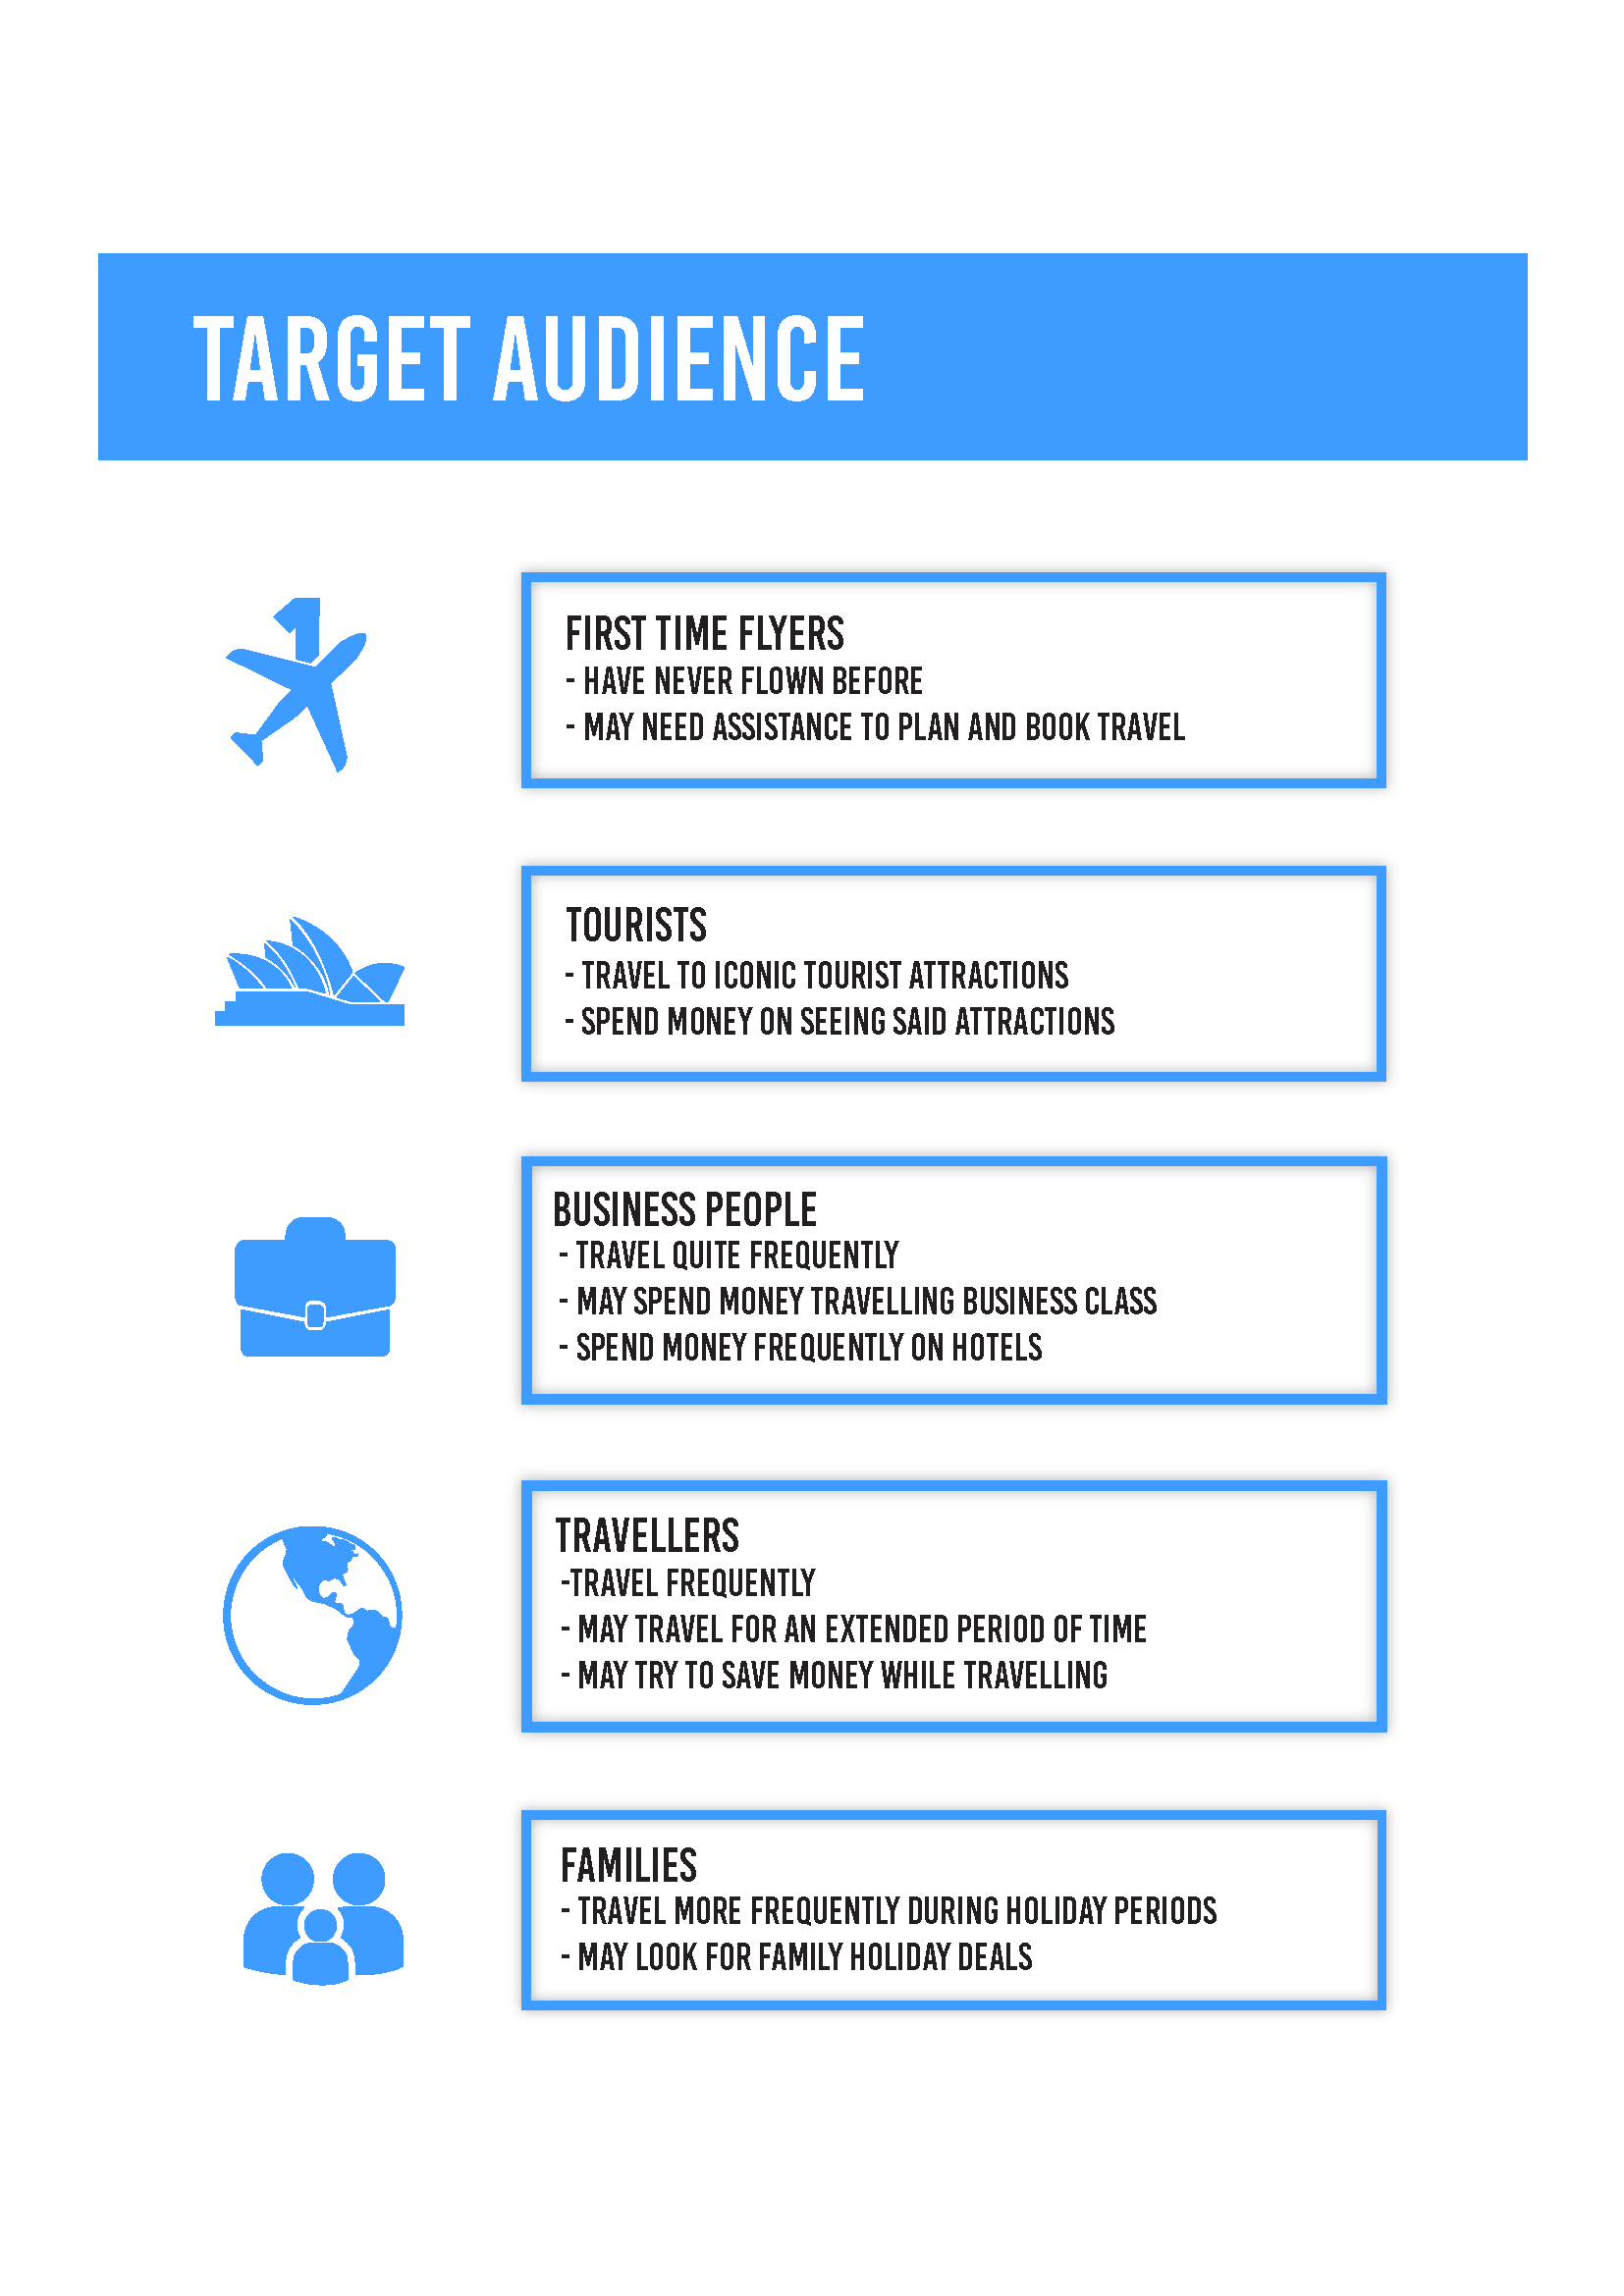 TARGET AUDIENCE
1
FIRST TIME FLYERS
- HAVE NEVER FLOWN BEFORE
- MAY NEED ASSISTANCE TO PLAN AND BOOK TRAVEL
TOURISTS
- TRAVEL TO ICONIC TOURIST ATTRACTIONS
- SPEND MONEY ON SEEING SAID ATTRACTIONS
BUSINESS PEOPLE
- TRAVEL QUITE FREQUENTLY
- MAY SPEND MONEY TRAVELLING BUSINESS CLASS
- SPEND MONEY FREQUENTLY ON HOTELS
TRAVELLERS
-TRAVEL FREQUENTLY
- MAY TRAVEL FOR AN EXTENDED PERIOD OF TIME
- MAY TRY TO SAVE MONEY WHILE TRAVELLING
FAMILIES
- TRAVEL MORE FREQUENTLY DURING HOLIDAY PERIODS
- MAY LOOK FOR FAMILY HOLIDAY DEALS